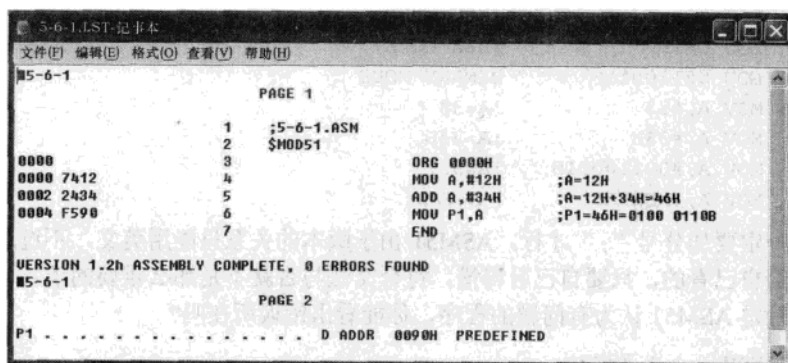 5-6-1.LST-记事本
文件(F) 编辑(E) 格式(O) 查看(V) 帮助(H)
■5-6-1
PAGE 1
1 ;5-6-1.ASM
2 $MOD51
0000 3 ORG 0000H
0000 7412 4 MOV A,#12H ;A=12H
0002 2434 5 ADD A,#34H ;A=12H+34H=46H
0004 F590 6 MOV P1,A ;P1=46H=0100 0110B
7 END
VERSION 1.2h ASSEMBLY COMPLETE, 0 ERRORS FOUND
■5-6-1
PAGE 2
P1 . . . . . . . . . . . . . . . . D ADDR 0090H PREDEFINED